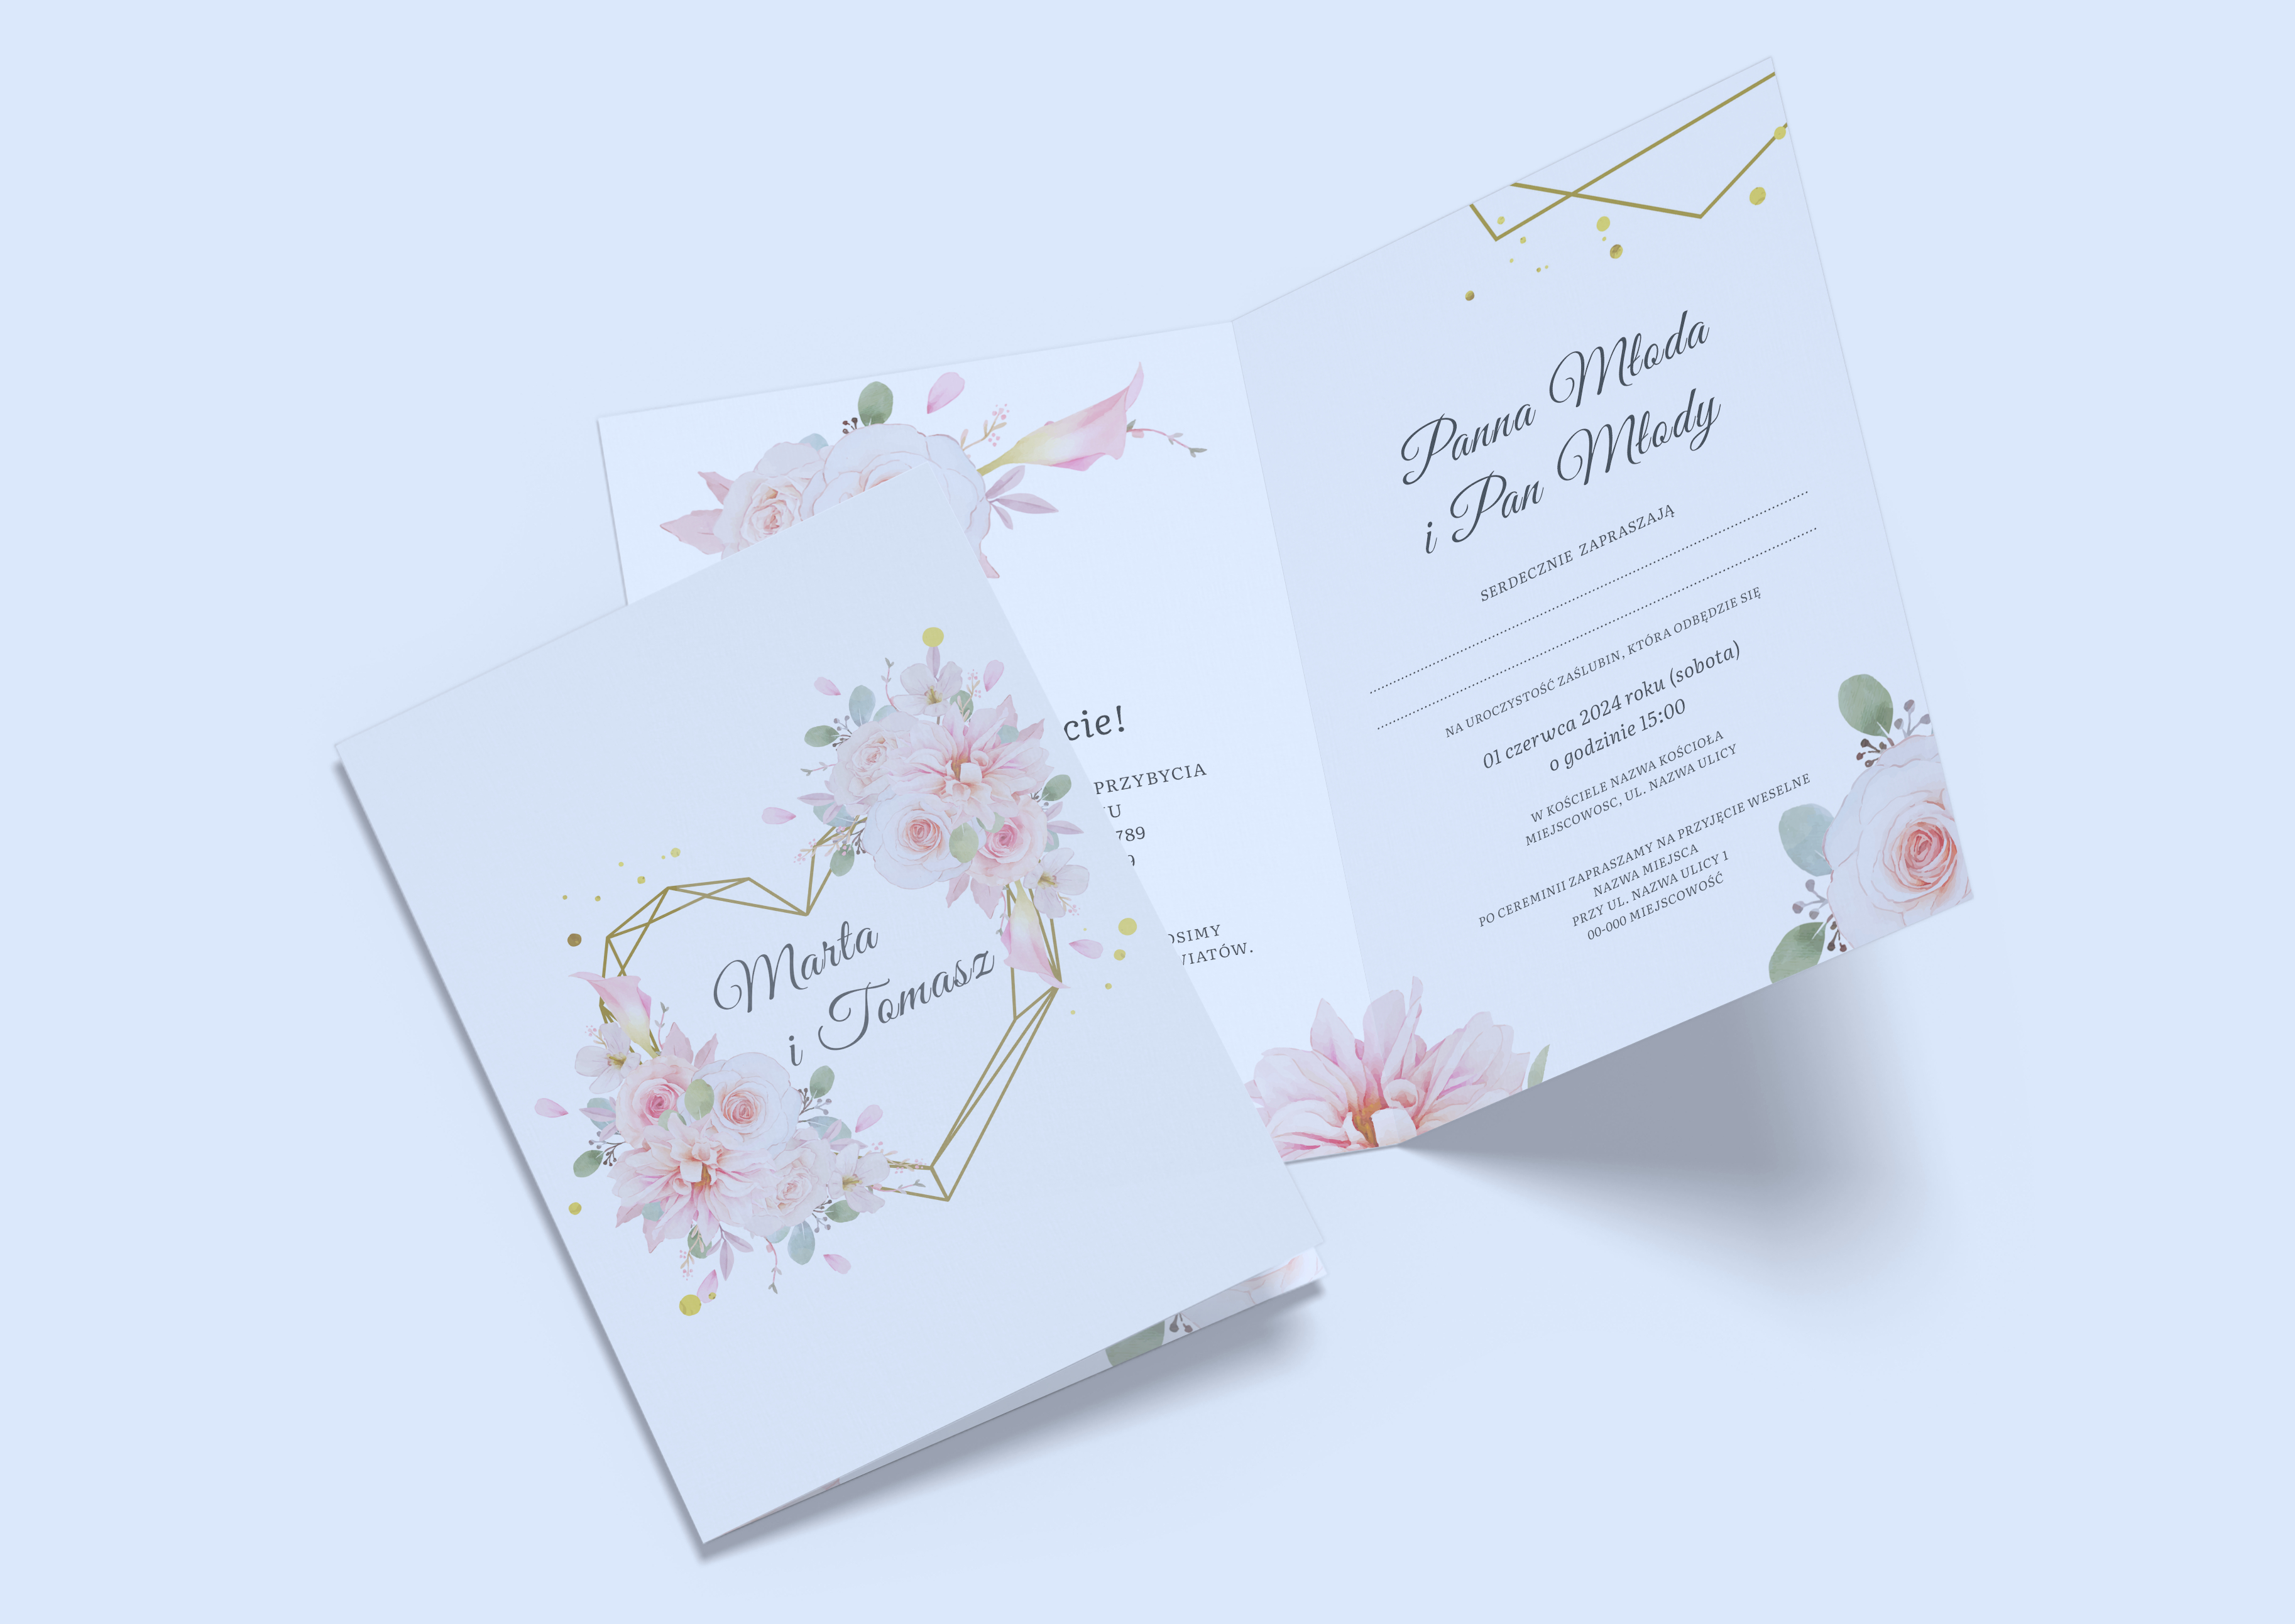 Marta
i Tomasz
cie!
PRZYBYCIA
789
9
OSIMY
WIATÓW.
Panna Młoda
i Pan Młody
SERDECZNIE ZAPRASZAJĄ
NA UROCZYSTOŚĆ ZAŚLUBIN, KTÓRA ODBĘDZIE SIĘ
01 czerwca 2024 roku (sobota)
o godzinie 15:00
W KOŚCIELE NAZWA KOŚCIOŁA
MIEJSCOWOSC, UL. NAZWA ULICY
PO CEREMINII ZAPRASZAMY NA PRZYJĘCIE WESELNE
NAZWA MIEJSCA
PRZY UL. NAZWA ULICY 1
00-000 MIEJSCOWOŚĆ